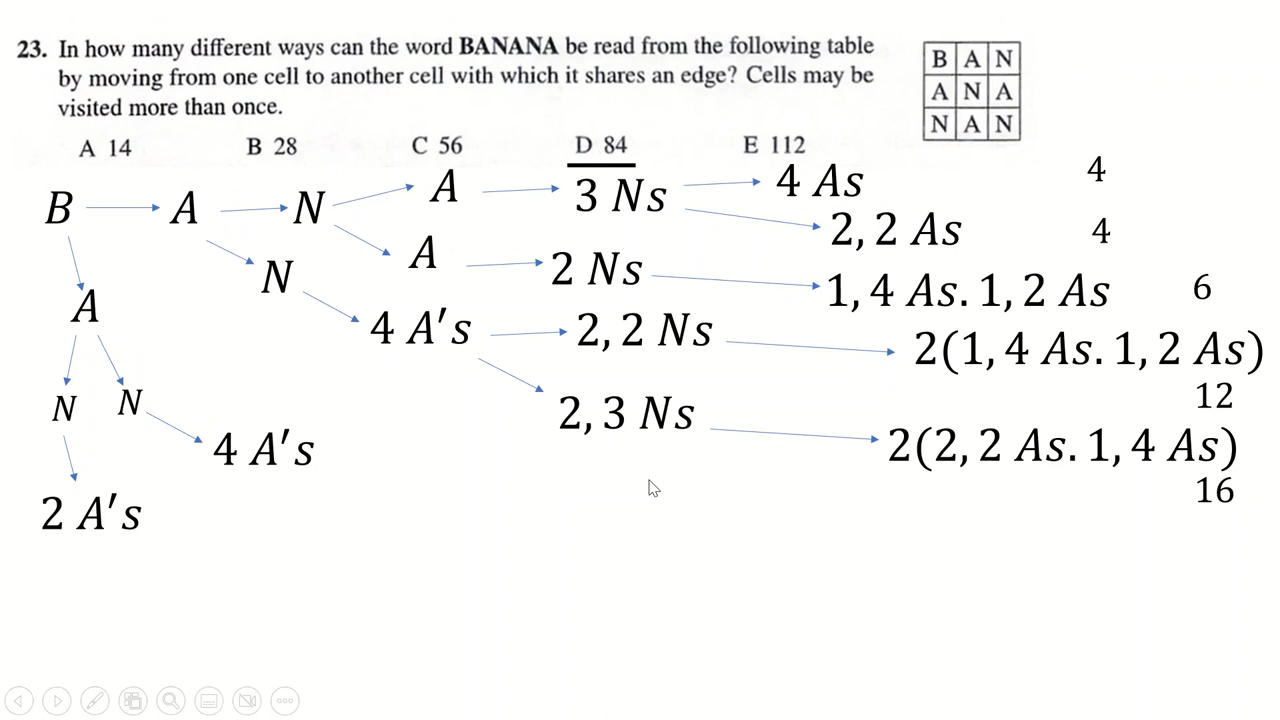 23. In how many different ways can the word BANANA be read from the following table
by moving from one cell to another cell with which it shares an edge? Cells may be
visited more than once.
B A N
A N A
N A N
A 14 B 28 C 56 D 84 E 112
B A N A 3 Ns 4 As 4
2, 2 As 4
A 2 Ns 1, 4 As. 1, 2 As 6
N 4 A's 2, 2 Ns 2(1, 4 As. 1, 2 As)
12
A
2, 3 Ns 2(2, 2 As. 1, 4 As)
16
N N
4 A's
2 A's